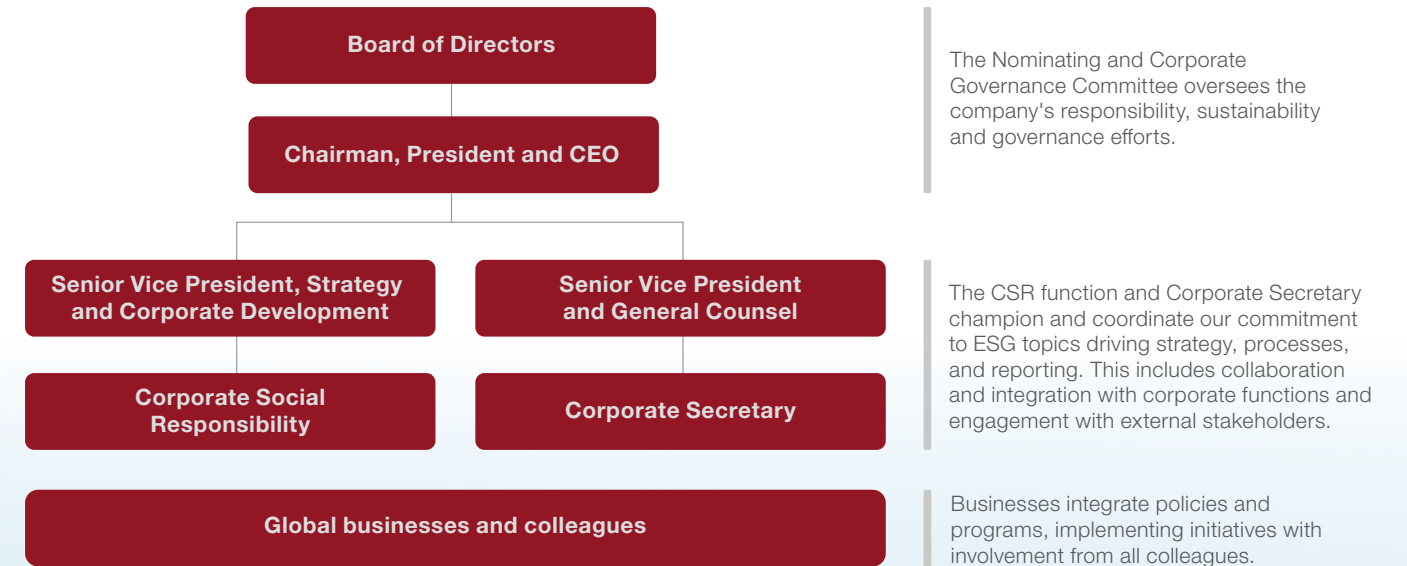 Board of Directors
The Nominating and Corporate
Governance Committee oversees the
company's responsibility, sustainability
and governance efforts.
Chairman, President and CEO
Senior Vice President, Strategy
and Corporate Development
Senior Vice President
and General Counsel
The CSR function and Corporate Secretary
champion and coordinate our commitment
to ESG topics driving strategy, processes,
and reporting. This includes collaboration
and integration with corporate functions and
engagement with external stakeholders.
Corporate Social
Responsibility
Corporate Secretary
Global businesses and colleagues
Businesses integrate policies and
programs, implementing initiatives with
involvement from all colleagues.